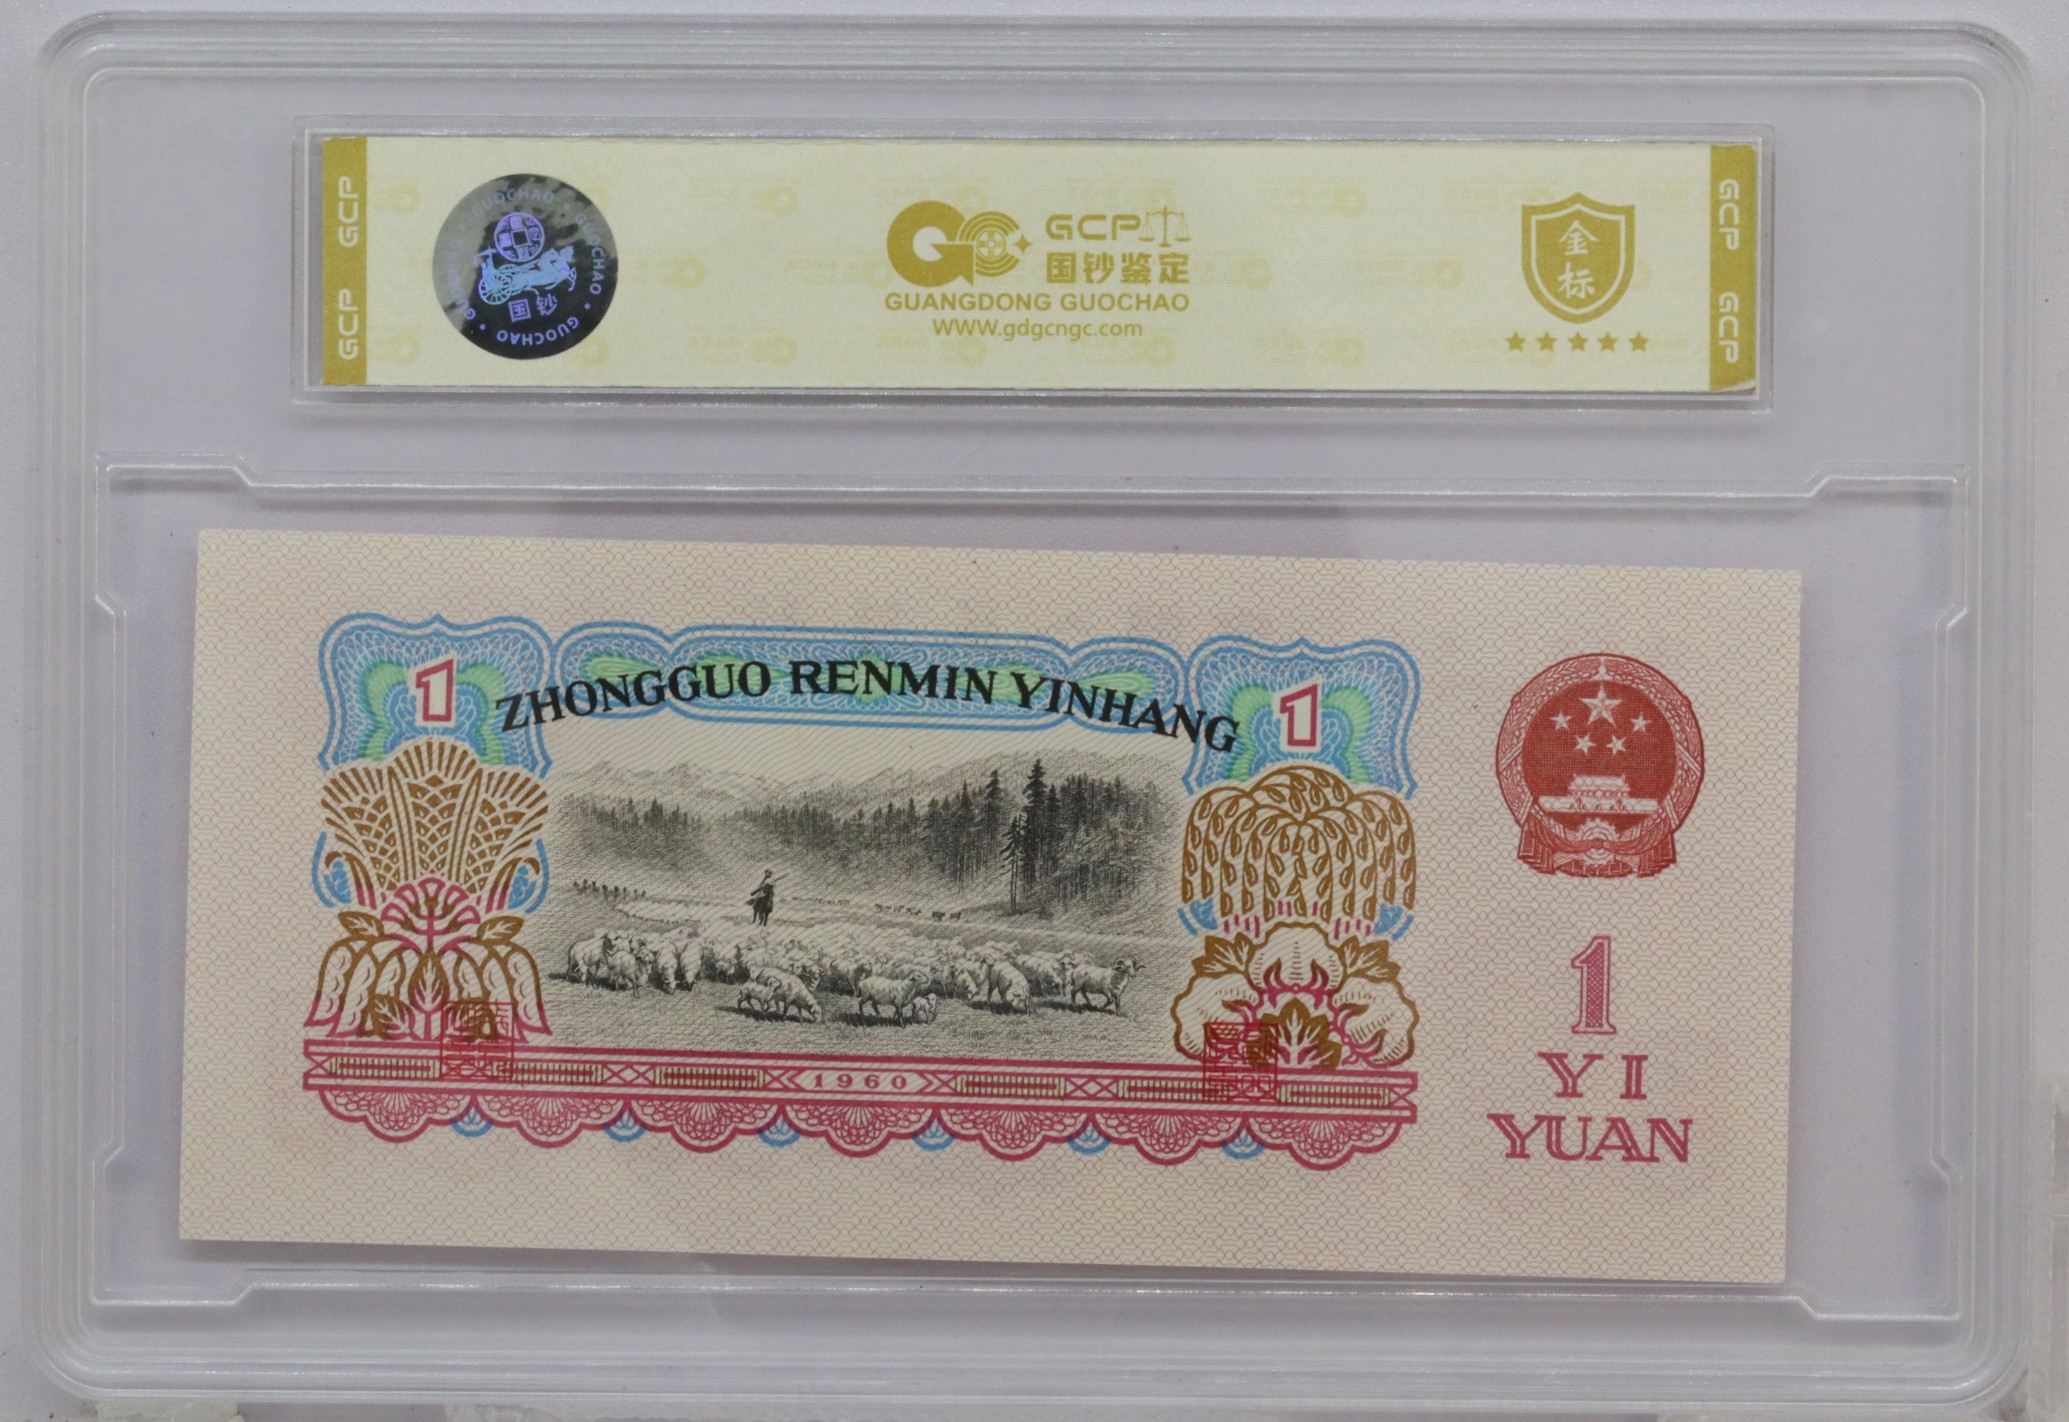 GCP
GCP
GUOCHAO · GUOCHAO · GUOCHAO
国钞
GCP
国钞鉴定
GUANGDONG GUOCHAO
WWW.gdgcngc.com
金
标
GCP
GCP
1
ZHONGGUO RENMIN YINHANG
1
1960
1
YI
YUAN